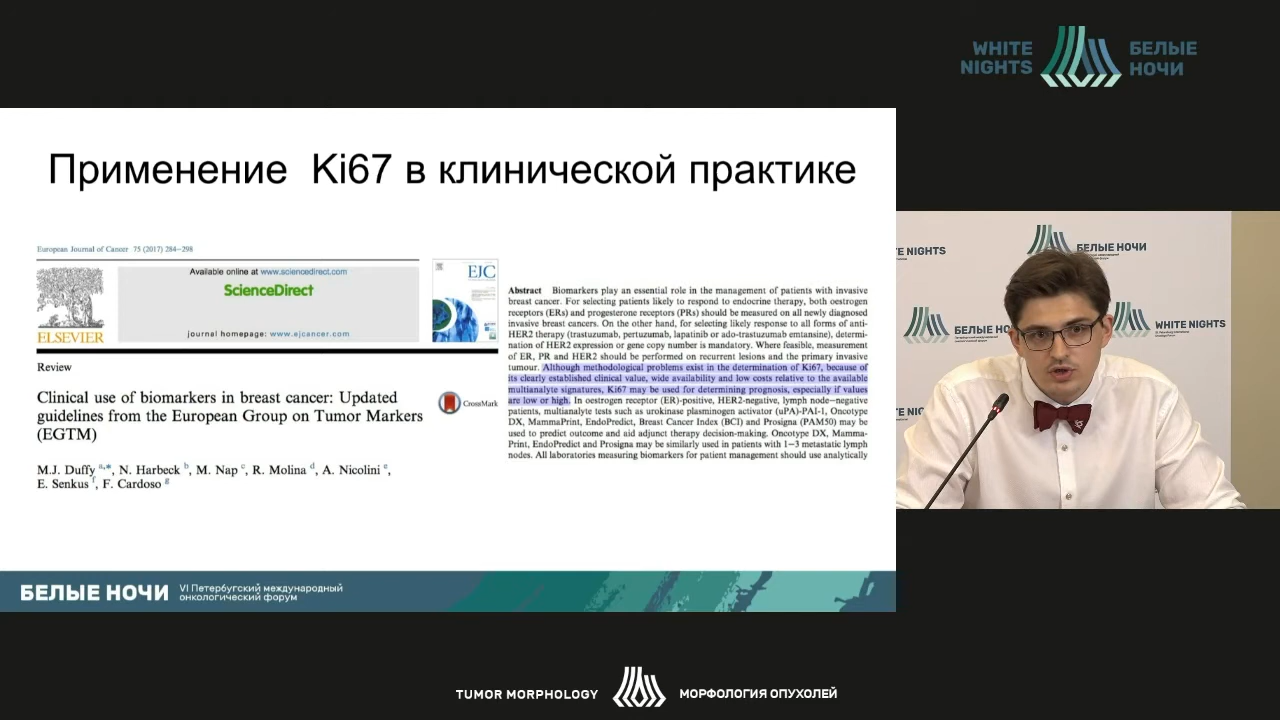 WHITE
NIGHTS
БЕЛЫЕ
НОЧИ
Применение Ki67 в клинической практике
European Journal of Cancer 75 (2017) 284–298
Available online at www.sciencedirect.com
ScienceDirect
journal homepage: www.ejcancer.com
ELSEVIER
EJC
Review
Clinical use of biomarkers in breast cancer: Updated
guidelines from the European Group on Tumor Markers
(EGTM)
CrossMark
M.J. Duffy a,*, N. Harbeck b, M. Nap c, R. Molina d, A. Nicolini e,
E. Senkus f, F. Cardoso g
Abstract Biomarkers play an essential role in the management of patients with invasive
breast cancer. For selecting patients likely to respond to endocrine therapy, both oestrogen
receptors (ERs) and progesterone receptors (PRs) should be measured on all newly diagnosed
invasive breast cancers. On the other hand, for selecting likely response to all forms of anti-
HER2 therapy (trastuzumab, pertuzumab, lapatinib or ado-trastuzumab emtansine), determi-
nation of HER2 expression or gene copy number is mandatory. Where feasible, measurement
of ER, PR and HER2 should be performed on recurrent lesions and the primary invasive
tumour. Although methodological problems exist in the determination of Ki67, because of
its clearly established clinical value, wide availability and low costs relative to the available
multianalyte signatures, Ki67 may be used for determining prognosis, especially if values
are low or high. In oestrogen receptor (ER)-positive, HER2-negative, lymph node–negative
patients, multianalyte tests such as urokinase plasminogen activator (uPA)-PAI-1, Oncotype
DX, MammaPrint, EndoPredict, Breast Cancer Index (BCI) and Prosigna (PAM50) may be
used to predict outcome and aid adjunct therapy decision-making. Oncotype DX, Mamma-
Print, EndoPredict and Prosigna may be similarly used in patients with 1–3 metastatic lymph
nodes. All laboratories measuring biomarkers for patient management should use analytically
БЕЛЫЕ НОЧИ
VI Петербургский международный
онкологический форум
TE NIGHTS
БЕЛЫЕ НОЧИ
БЕЛЫЕ НО
WHITE NIGHTS
TE NIG
TUMOR MORPHOLOGY
МОРФОЛОГИЯ ОПУХОЛЕЙ